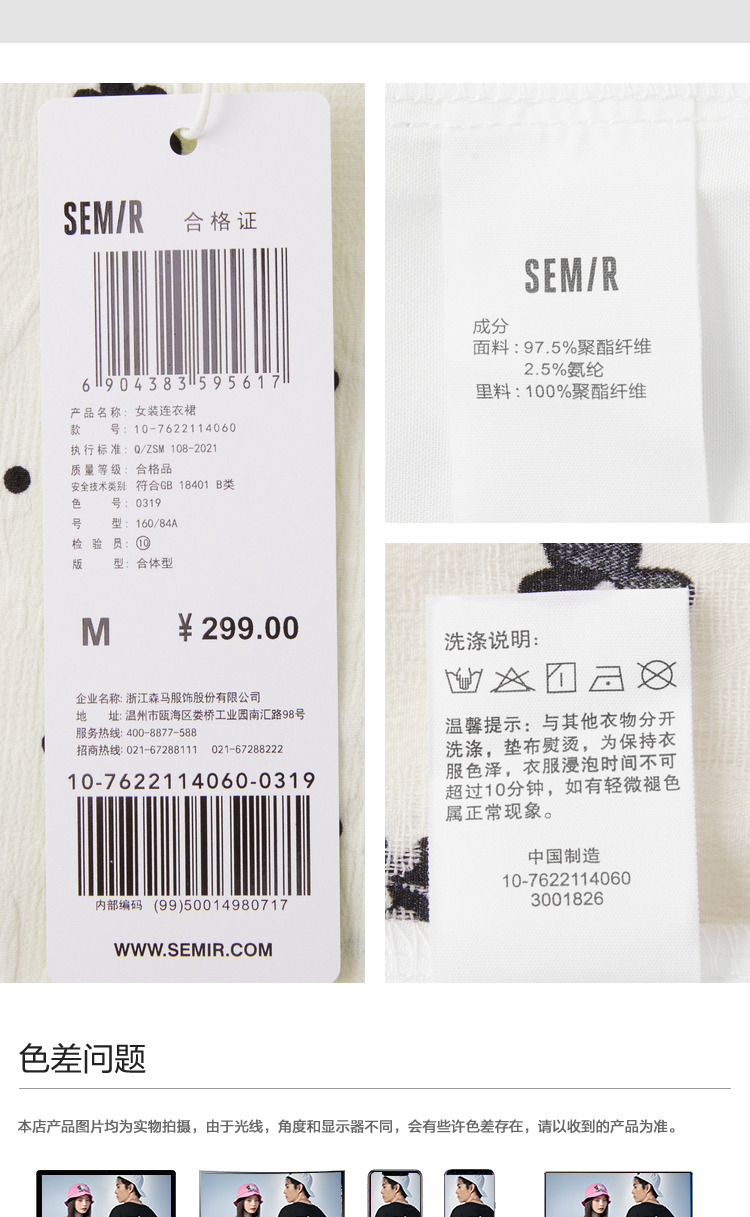 SEM/R 合格证
6 904383 595617
产品名称: 女装连衣裙
款 号: 10-7622114060
执行标准: Q/ZSM 108-2021
质量等级: 合格品
安全技术类别: 符合GB 18401 B类
色 号: 0319
号 型: 160/84A
检 验 员: ⑩
版 型: 合体型
M ¥299.00
企业名称: 浙江森马服饰股份有限公司
地 址: 温州市瓯海区娄桥工业园南汇路98号
服务热线: 400-8877-588
招商热线: 021-67288111 021-67288222
10-7622114060-0319
内部编码 (99)50014980717
WWW.SEMIR.COM
SEM/R
成分
面料: 97.5%聚酯纤维
2.5%氨纶
里料: 100%聚酯纤维
洗涤说明:
温馨提示: 与其他衣物分开
洗涤, 垫布熨烫, 为保持衣
服色泽, 衣服浸泡时间不可
超过10分钟, 如有轻微褪色
属正常现象。
中国制造
10-7622114060
3001826
色差问题
本店产品图片均为实物拍摄，由于光线，角度和显示器不同，会有些许色差存在，请以收到的产品为准。